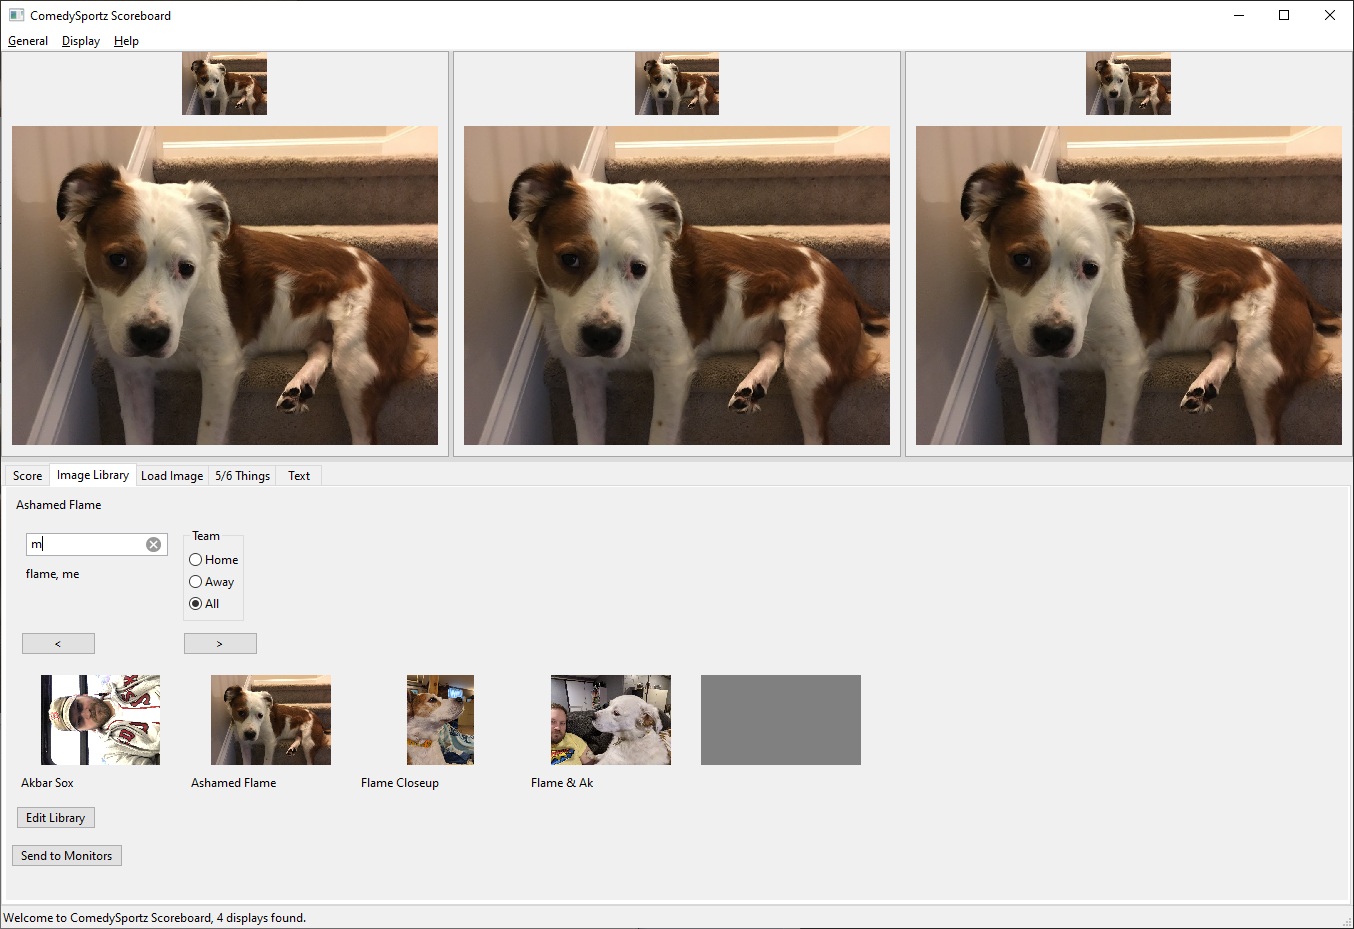 ComedySportz Scoreboard
General Display Help
Score Image Library Load Image 5/6 Things Text
Ashamed Flame
m
flame, me
Team
Home
Away
All
< >
Akbar Sox Ashamed Flame Flame Closeup Flame & Ak
Edit Library
Send to Monitors
Welcome to ComedySportz Scoreboard, 4 displays found.